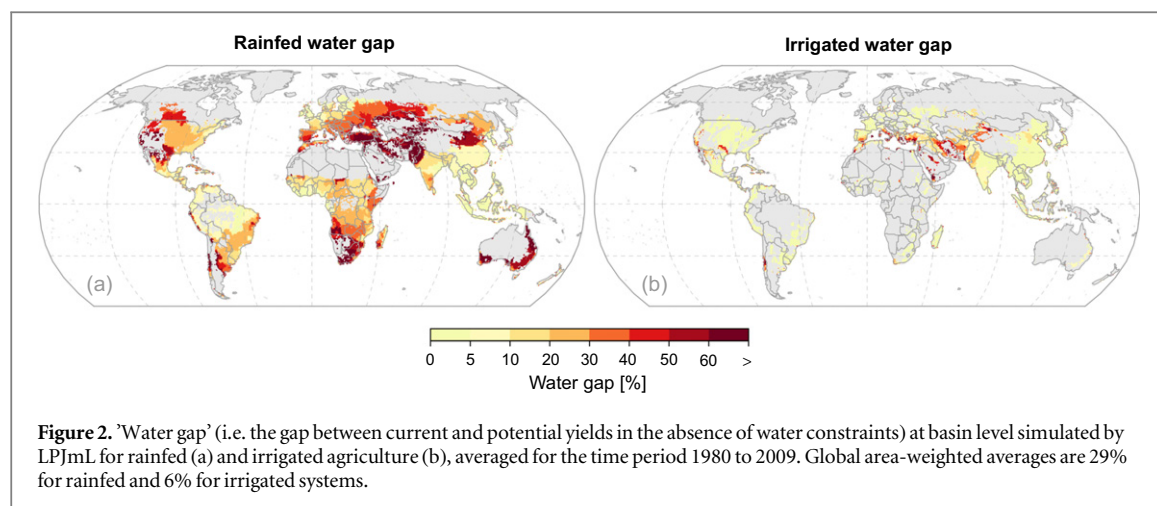 Rainfed water gap
Irrigated water gap
(a)
(b)
0 5 10 20 30 40 50 60 >
Water gap [%]
Figure 2. 'Water gap' (i.e. the gap between current and potential yields in the absence of water constraints) at basin level simulated by
LPJmL for rainfed (a) and irrigated agriculture (b), averaged for the time period 1980 to 2009. Global area-weighted averages are 29%
for rainfed and 6% for irrigated systems.